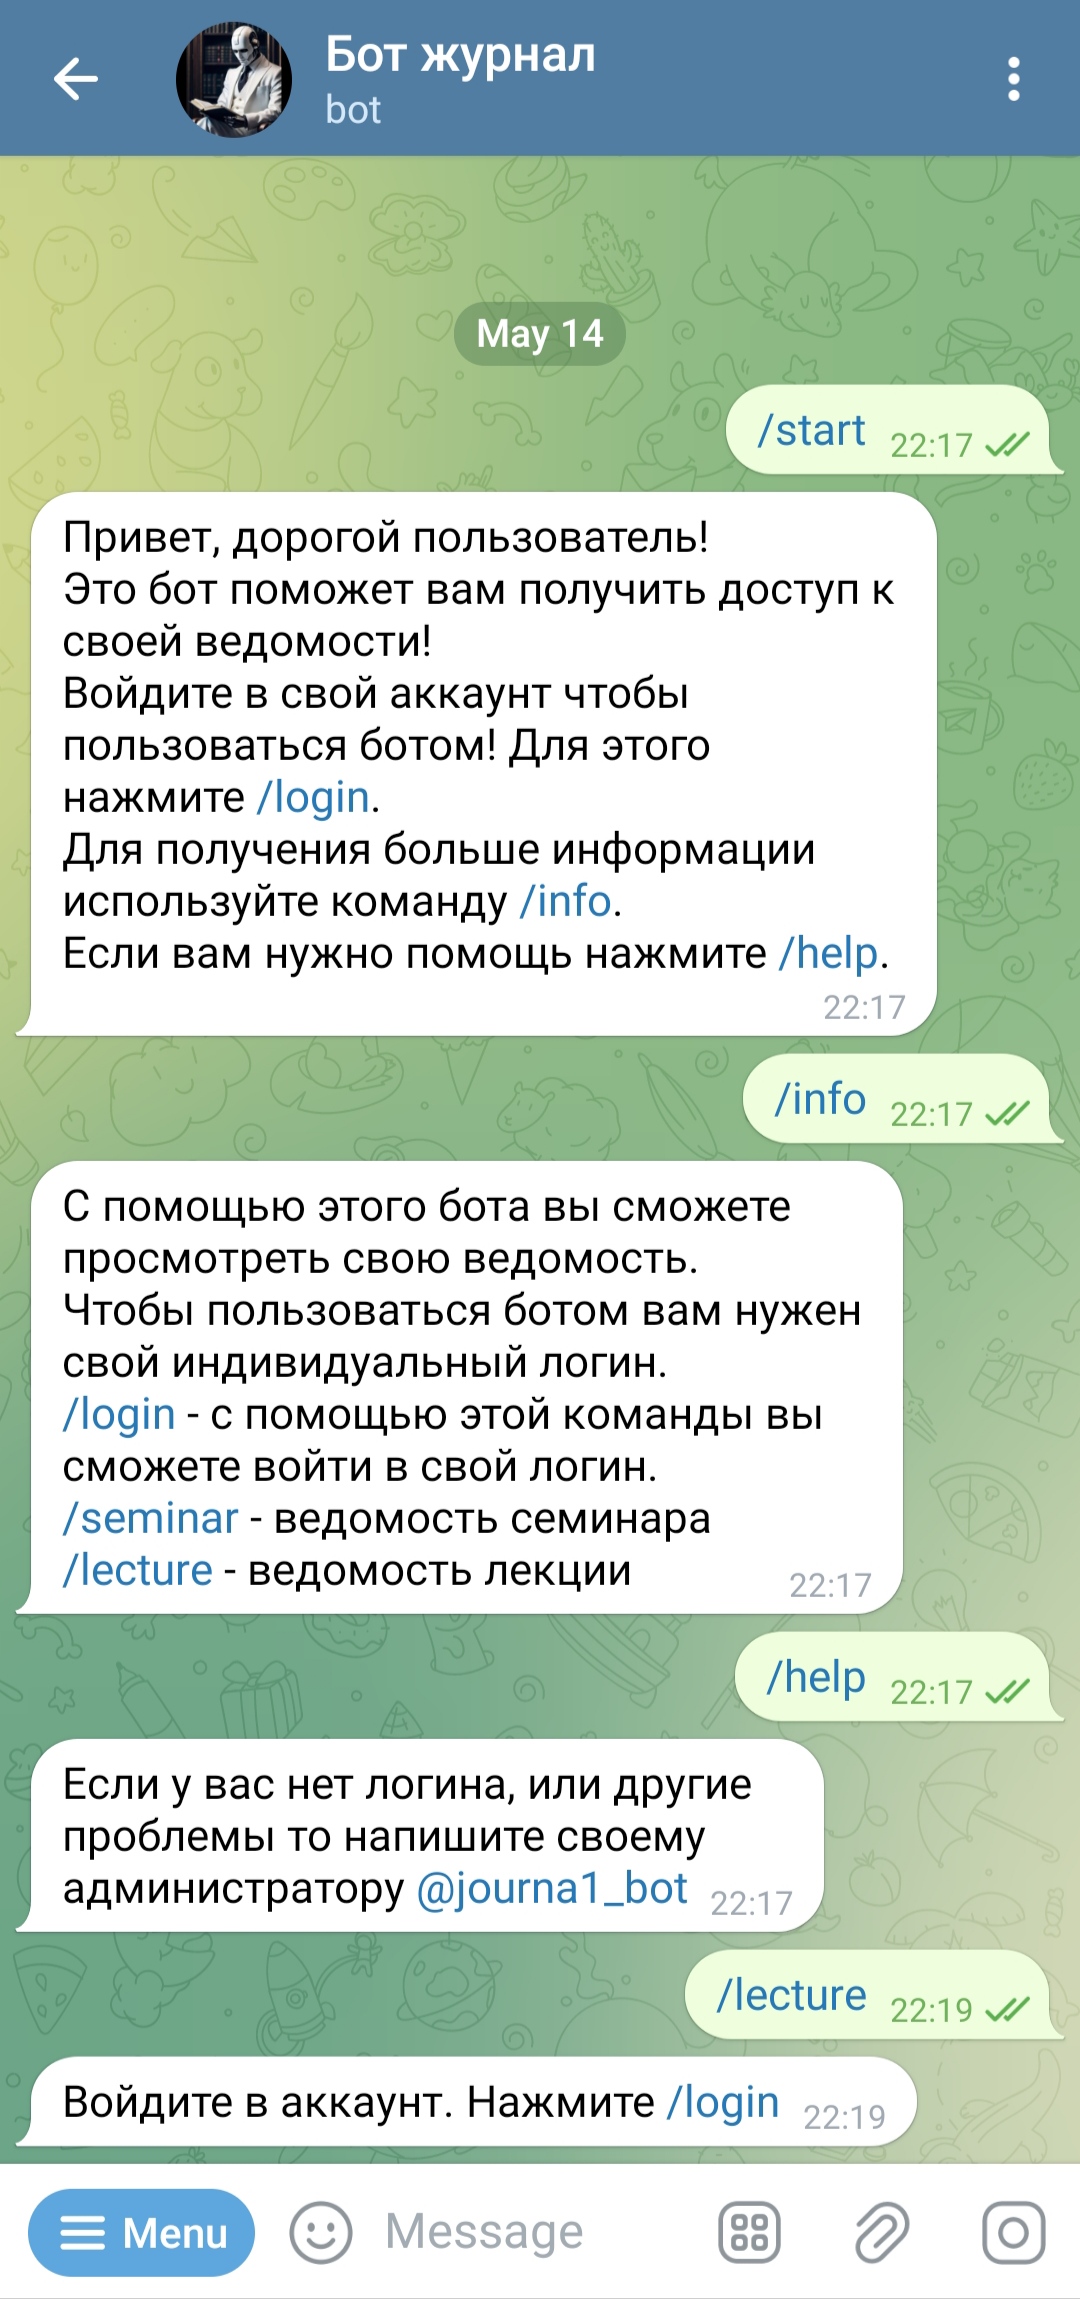 Бот журнал
bot
May 14
/start 22:17
Привет, дорогой пользователь!
Это бот поможет вам получить доступ к
своей ведомости!
Войдите в свой аккаунт чтобы
пользоваться ботом! Для этого
нажмите /login.
Для получения больше информации
используйте команду /info.
Если вам нужно помощь нажмите /help.
22:17
/info 22:17
С помощью этого бота вы сможете
просмотреть свою ведомость.
Чтобы пользоваться ботом вам нужен
свой индивидуальный логин.
/login - с помощью этой команды вы
сможете войти в свой логин.
/seminar - ведомость семинара
/lecture - ведомость лекции 22:17
/help 22:17
Если у вас нет логина, или другие
проблемы то напишите своему
администратору @journa1_bot 22:17
/lecture 22:19
Войдите в аккаунт. Нажмите /login 22:19
Menu Message